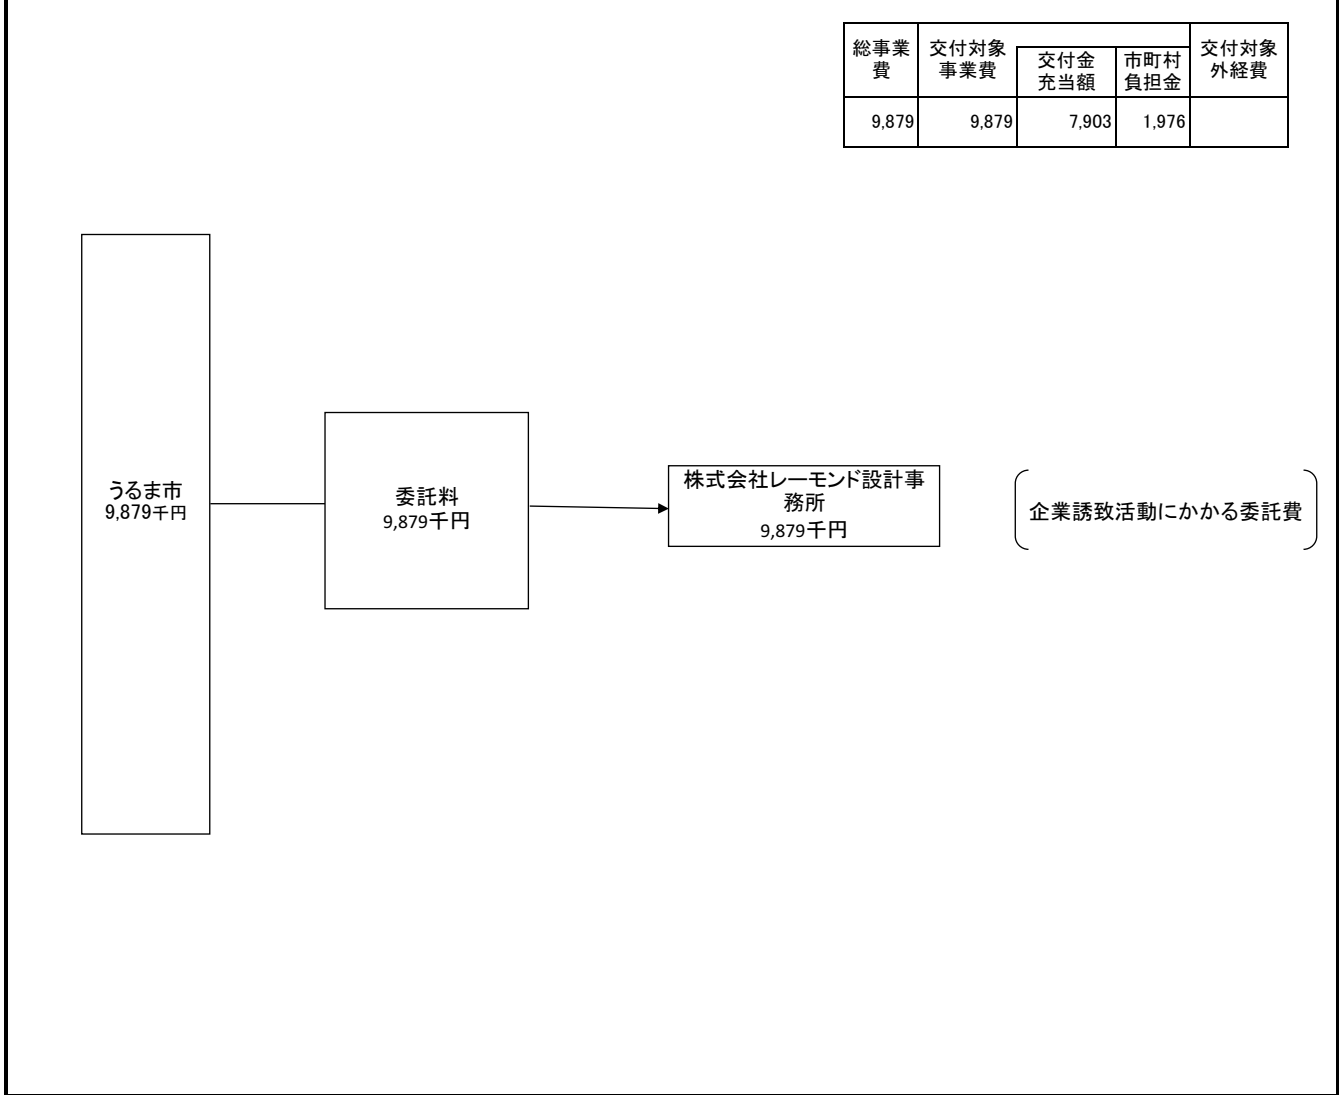 総事業
費
交付対象
事業費
交付金
充当額
市町村
負担金
交付対象
外経費
9,879
9,879
7,903
1,976
うるま市
9,879千円
委託料
9,879千円
株式会社レーモンド設計事
務所
9,879千円
企業誘致活動にかかる委託費